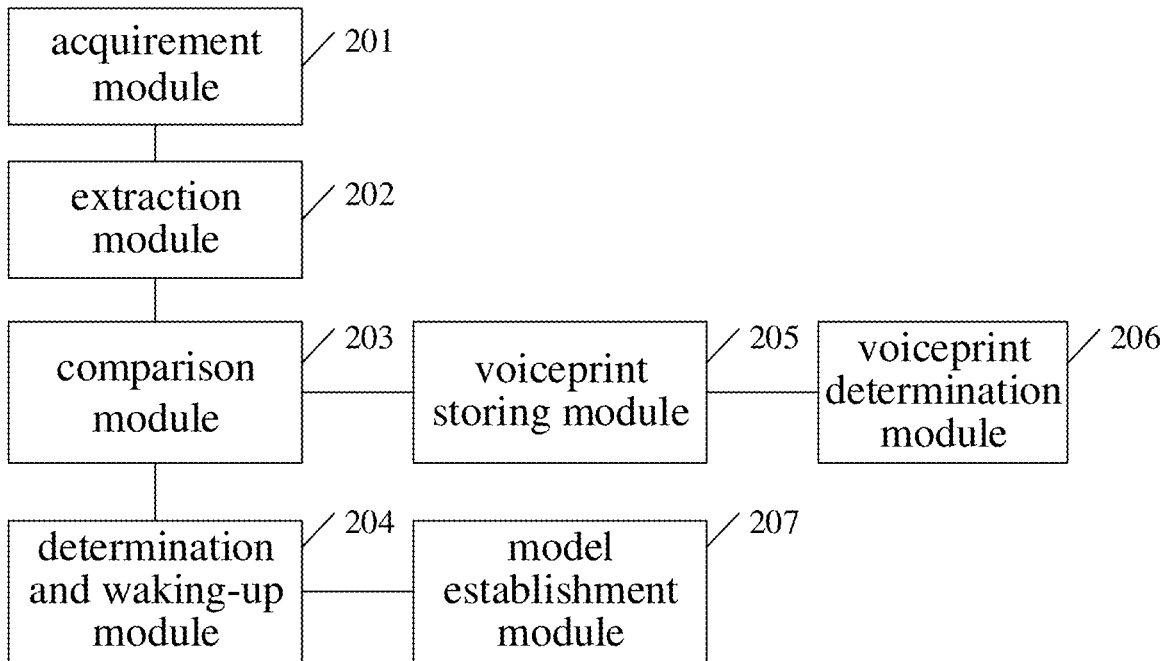 acquirement
module
201
extraction
module
202
comparison
module
203
voiceprint
storing module
205
voiceprint
determination
module
206
determination
and waking-up
module
204
model
establishment
module
207